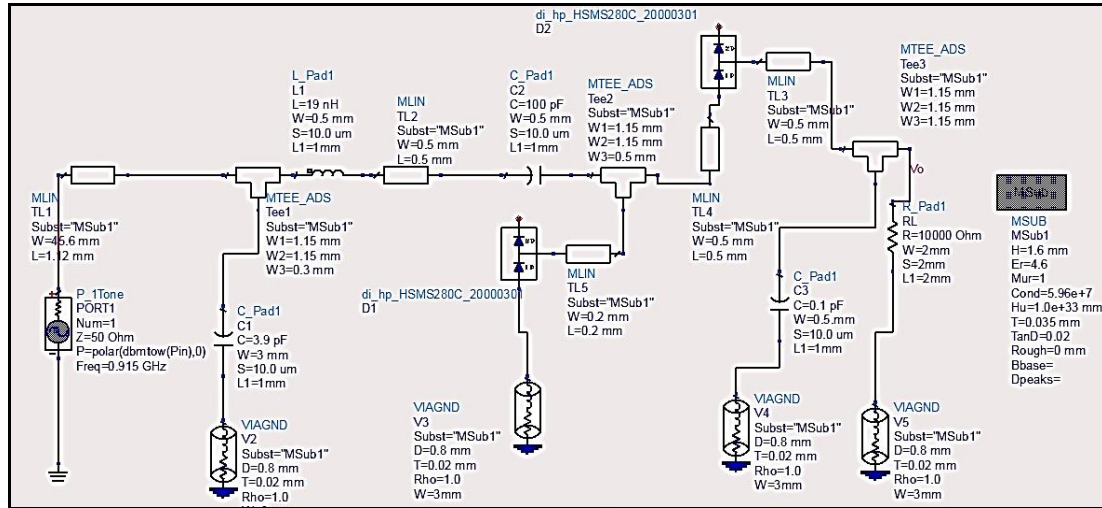 di_hp_HSMS280C_20000301
D2
MTEE_ADS
Tee3
Subst="MSub1"
W1=1.15 mm
W2=1.15 mm
W3=1.15 mm
MLIN
TL3
Subst="MSub1"
W=0.5 mm
L=0.5 mm
L_Pad1
L1
L=19 nH
W=0.5 mm
S=10.0 um
L1=1mm
C_Pad1
C2
C=100 pF
W=0.5 mm
S=10.0 um
L1=1mm
MTEE_ADS
Tee2
Subst="MSub1"
W1=1.15 mm
W2=1.15 mm
W3=0.5 mm
MLIN
TL2
Subst="MSub1"
W=0.5 mm
L=0.5 mm
Vo
MLIN
TL1
Subst="MSub1"
W=45.6 mm
L=1.12 mm
MTEE_ADS
Tee1
Subst="MSub1"
W1=1.15 mm
W2=1.15 mm
W3=0.3 mm
MLIN
TL4
Subst="MSub1"
W=0.5 mm
L=0.5 mm
R_Pad1
RL
R=10000 Ohm
W=2mm
S=2mm
L1=2mm
MSub
MSUB
MSub1
H=1.6 mm
Er=4.6
Mur=1
Cond=5.96e+7
Hu=1.0e+33 mm
T=0.035 mm
TanD=0.02
Rough=0 mm
Bbase=
Dpeaks=
MLIN
TL5
Subst="MSub1"
W=0.2 mm
L=0.2 mm
di_hp_HSMS280C_20000301
D1
P_1Tone
PORT1
Num=1
Z=50 Ohm
P=polar(dbmtow(Pin),0)
Freq=0.915 GHz
C_Pad1
C1
C=3.9 pF
W=3 mm
S=10.0 um
L1=1mm
C_Pad1
C3
C=0.1 pF
W=0.5.mm
S=10.0 um
L1=1mm
VIAGND
V2
Subst="MSub1"
D=0.8 mm
T=0.02 mm
Rho=1.0
VIAGND
V3
Subst="MSub1"
D=0.8 mm
T=0.02 mm
Rho=1.0
W=3mm
VIAGND
V4
Subst="MSub1"
D=0.8 mm
T=0.02 mm
Rho=1.0
W=3mm
VIAGND
V5
Subst="MSub1"
D=0.8 mm
T=0.02 mm
Rho=1.0
W=3mm